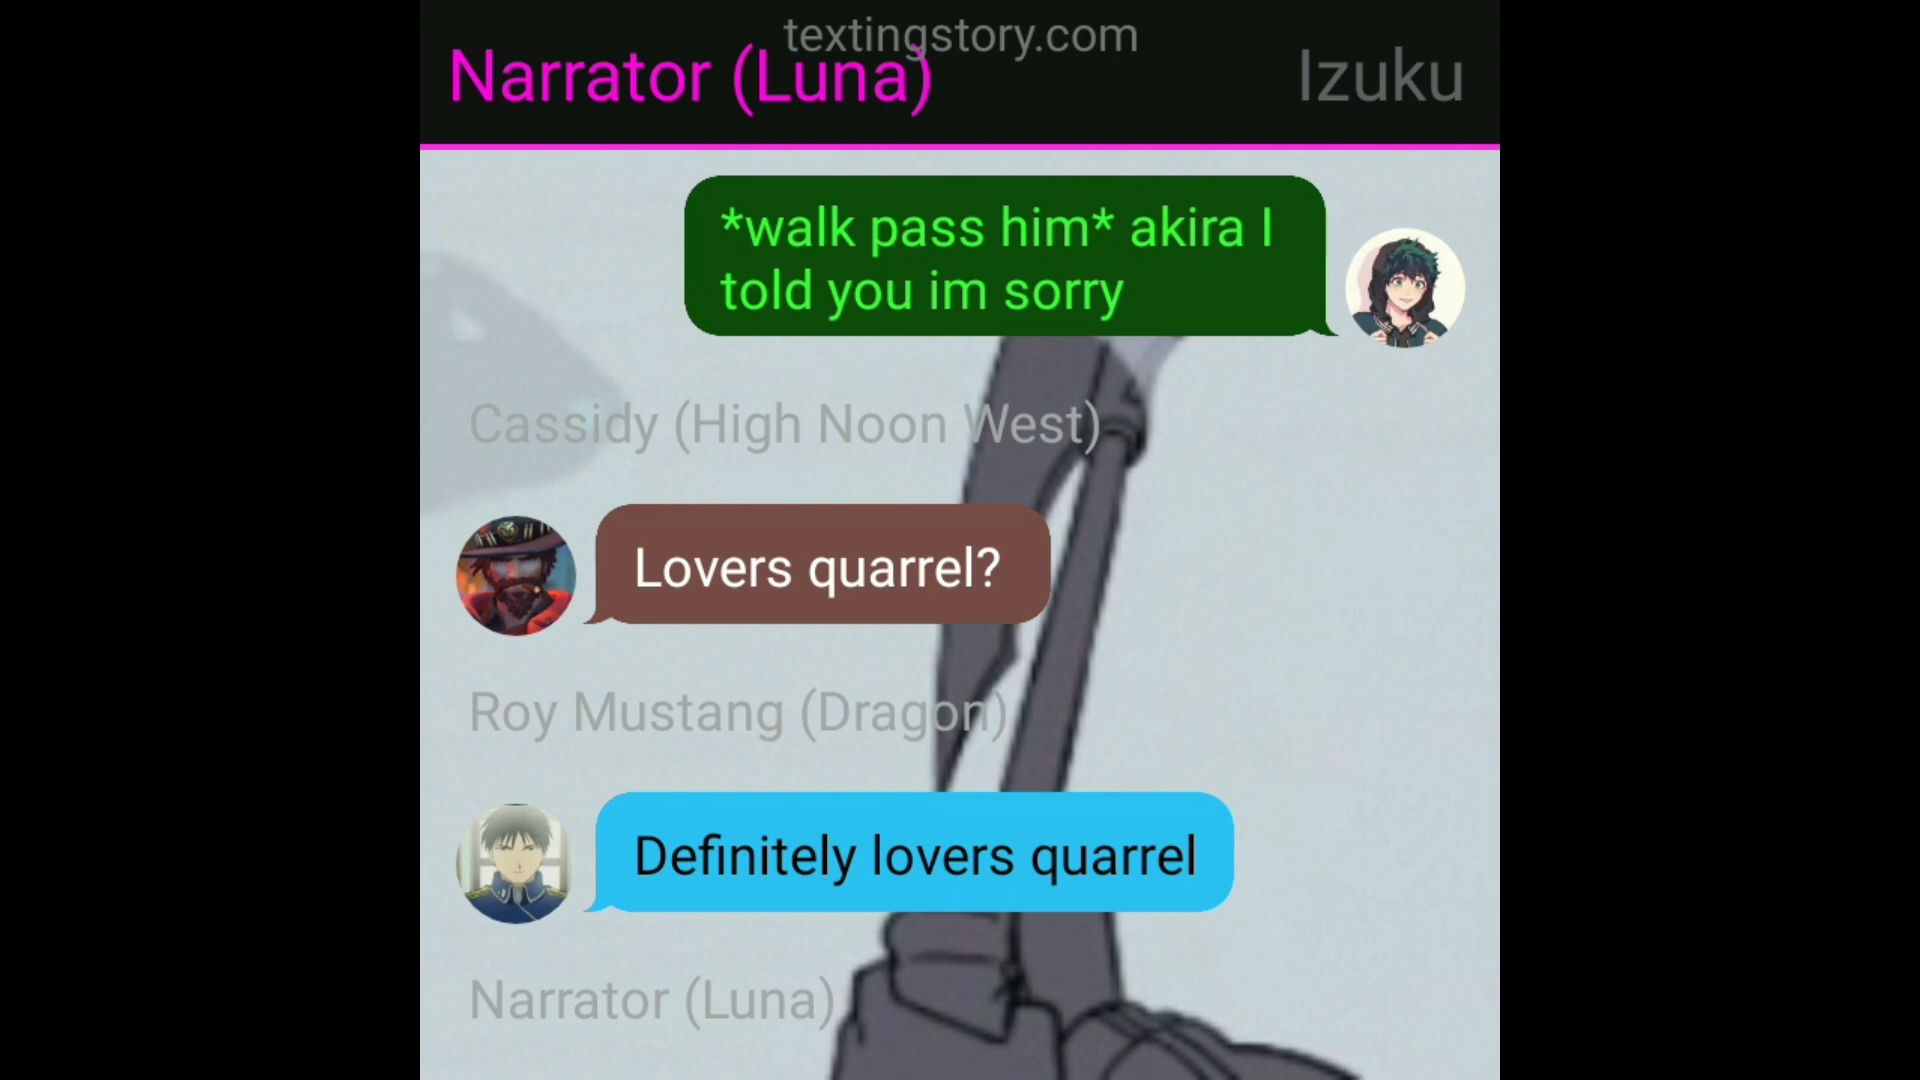 textingstory.com
Narrator (Luna)
Izuku
*walk pass him* akira I
told you im sorry
Cassidy (High Noon West)
Lovers quarrel?
Roy Mustang (Dragon)
Definitely lovers quarrel
Narrator (Luna)